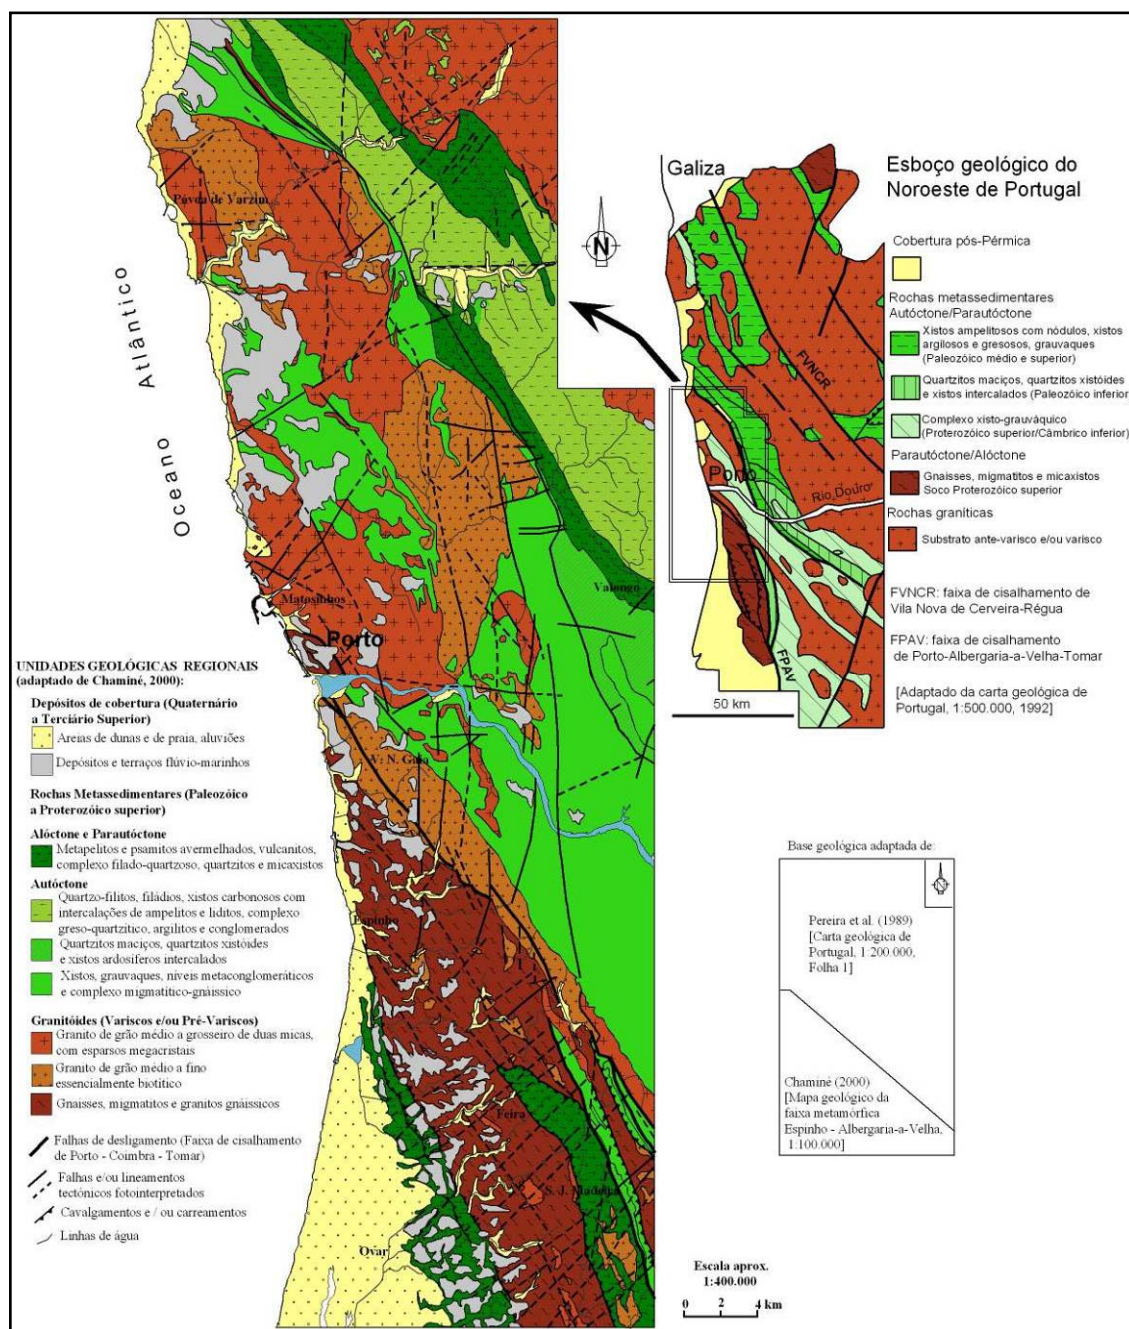 Póvoa de Varzim
Oceano Atlântico
Matosinhos
Porto
Valongo
V. N. Gaia
Espinho
Feira
S. J. Madeira
Ovar
UNIDADES GEOLÓGICAS REGIONAIS
(adaptado de Chaminé, 2000):
Depósitos de cobertura (Quaternário
a Terciário Superior)
Areias de dunas e de praia, aluviões
Depósitos e terraços flúvio-marinhos
Rochas Metassedimentares (Paleozóico
a Proterozóico superior)
Alóctone e Parautóctone
Metapelitos e psamitos avermelhados, vulcanitos,
complexo filado-quartzoso, quartzitos e micaxistos
Autóctone
Quartzo-filitos, filádios, xistos carbonosos com
intercalações de ampelitos e liditos, complexo
greso-quartzítico, argilitos e conglomerados
Quartzitos maciços, quartzitos xistóides
e xistos ardosíferos intercalados
Xistos, grauvaques, níveis metaconglomeráticos
e complexo migmatítico-gnáissico
Granitóides (Variscos e/ou Pré-Variscos)
Granito de grão médio a grosseiro de duas micas,
com esparsos megacristais
Granito de grão médio a fino
essencialmente biotítico
Gnaisses, migmatitos e granitos gnáissicos
Falhas de desligamento (Faixa de cisalhamento
de Porto - Coimbra - Tomar)
Falhas e/ou lineamentos
tectónicos fotointerpretados
Cavalgamentos e / ou carreamentos
Linhas de água
N
Galiza
FVNCR
Porto
Rio Douro
FPAV
50 km
Esboço geológico do
Noroeste de Portugal
Cobertura pós-Pérmica
Rochas metassedimentares
Autóctone/Parautóctone
Xistos ampelitosos com nódulos, xistos
argilosos e gresosos, grauvaques
(Paleozóico médio e superior)
Quartzitos maciços, quartzitos xistóides
e xistos intercalados (Paleozóico inferior)
Complexo xisto-grauváquico
(Proterozóico superior/Câmbrico inferior)
Parautóctone/Alóctone
Gnaisses, migmatitos e micaxistos
Soco Proterozóico superior
Rochas graníticas
Substrato ante-varisco e/ou varisco
FVNCR: faixa de cisalhamento de
Vila Nova de Cerveira-Régua
FPAV: faixa de cisalhamento
de Porto-Albergaria-a-Velha-Tomar
[Adaptado da carta geológica de
Portugal, 1:500.000, 1992]
Base geológica adaptada de:
N
Pereira et al. (1989)
[Carta geológica de
Portugal, 1:200.000,
Folha 1]
Chaminé (2000)
[Mapa geológico da
faixa metamórfica
Espinho - Albergaria-a-Velha,
1:100.000]
Escala aprox.
1:400.000
0 2 4 km